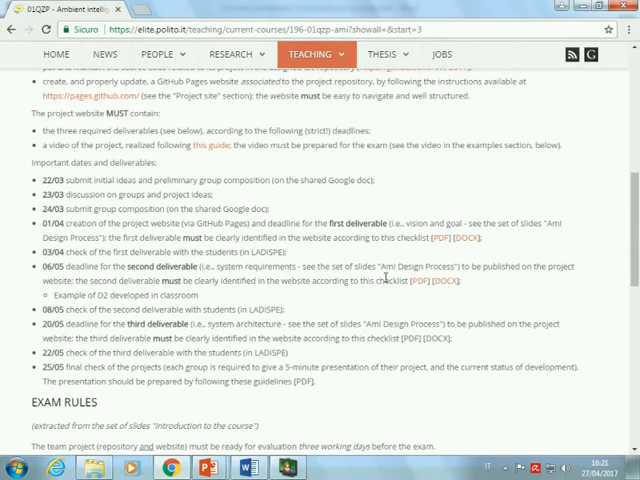 01QZP - Ambient intellig
Sicuro
https://elite.polito.it/teaching/current-courses/196-01qzp-ami?showall=&start=3
HOME NEWS PEOPLE RESEARCH TEACHING THESIS JOBS
create, and properly update, a GitHub Pages website associated to the project repository, by following the instructions available at
https://pages.github.com/ (see the "Project site" section); the website must be easy to navigate and well structured.
The project website MUST contain:
the three required deliverables (see below), according to the following (strict!) deadlines;
a video of the project, realized following this guide; the video must be prepared for the exam (see the video in the examples section, below).
Important dates and deliverables:
22/03 submit initial ideas and preliminary group composition (on the shared Google doc);
23/03 discussion on groups and project ideas;
24/03 submit group composition (on the shared Google doc);
01/04 creation of the project website (via GitHub Pages) and deadline for the first deliverable (i.e., vision and goal - see the set of slides "AmI
Design Process"); the first deliverable must be clearly identified in the website according to this checklist [PDF] [DOCX];
03/04 check of the first deliverable with the students (in LADISPE);
06/05 deadline for the second deliverable (i.e., system requirements - see the set of slides "AmI Design Process") to be published on the project
website; the second deliverable must be clearly identified in the website according to this checklist [PDF] [DOCX];
Example of D2 developed in classroom
08/05 check of the second deliverable with students (in LADISPE);
20/05 deadline for the third deliverable (i.e., system architecture - see the set of slides "AmI Design Process") to be published on the project
website; the third deliverable must be clearly identified in the website according to this checklist [PDF] [DOCX];
22/05 check of the third deliverable with the students (in LADISPE)
25/05 final check of the projects (each group is required to give a 5-minute presentation of their project, and the current status of development).
The presentation should be prepared by following these guidelines [PDF].
EXAM RULES
(extracted from the set of slides "Introduction to the course")
The team project (repository and website) must be ready for evaluation three working days before the exam.
IT
16:21
27/04/2017